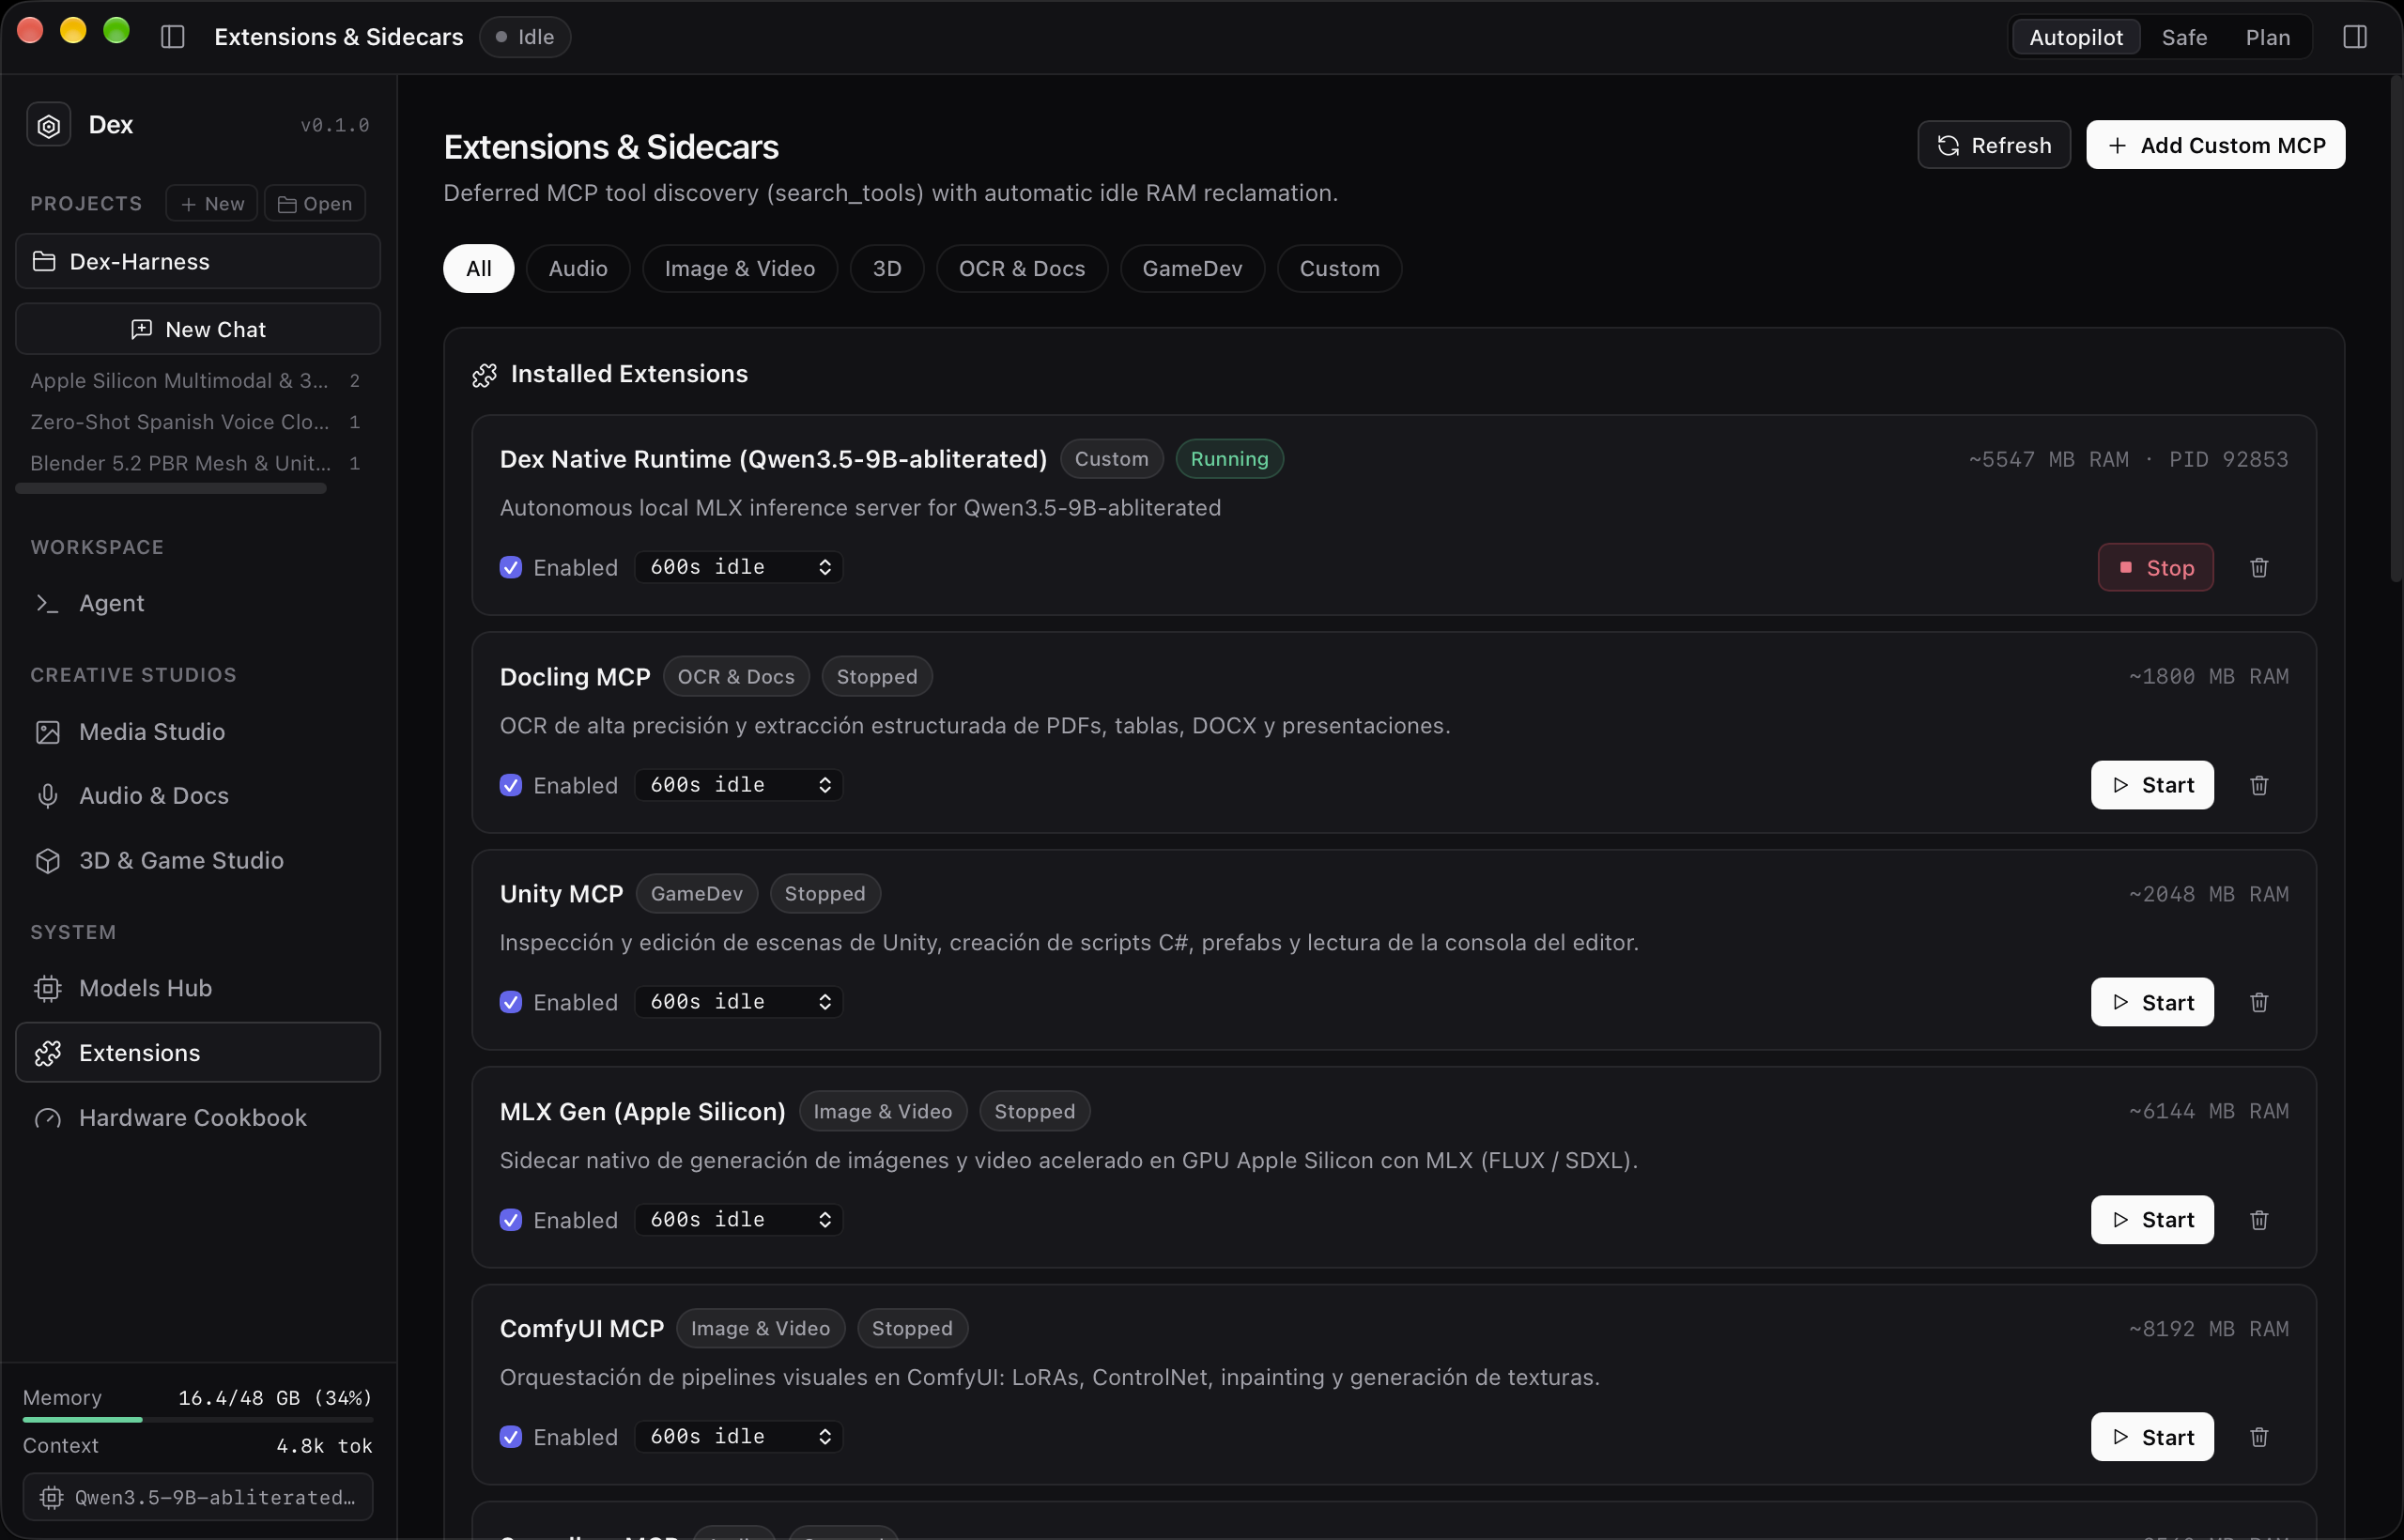 Extensions & Sidecars
Idle
Autopilot
Safe
Plan
Dex
v0.1.0
PROJECTS
New
Open
Dex-Harness
New Chat
Apple Silicon Multimodal & 3... 2
Zero-Shot Spanish Voice Clo... 1
Blender 5.2 PBR Mesh & Unit... 1
WORKSPACE
Agent
CREATIVE STUDIOS
Media Studio
Audio & Docs
3D & Game Studio
SYSTEM
Models Hub
Extensions
Hardware Cookbook
Memory 16.4/48 GB (34%)
Context 4.8k tok
Qwen3.5-9B-abliterated…
Extensions & Sidecars
Refresh
+ Add Custom MCP
Deferred MCP tool discovery (search_tools) with automatic idle RAM reclamation.
All
Audio
Image & Video
3D
OCR & Docs
GameDev
Custom
Installed Extensions
Dex Native Runtime (Qwen3.5-9B-abliterated) Custom Running ~5547 MB RAM · PID 92853
Autonomous local MLX inference server for Qwen3.5-9B-abliterated
Enabled 600s idle Stop
Docling MCP OCR & Docs Stopped ~1800 MB RAM
OCR de alta precisión y extracción estructurada de PDFs, tablas, DOCX y presentaciones.
Enabled 600s idle Start
Unity MCP GameDev Stopped ~2048 MB RAM
Inspección y edición de escenas de Unity, creación de scripts C#, prefabs y lectura de la consola del editor.
Enabled 600s idle Start
MLX Gen (Apple Silicon) Image & Video Stopped ~6144 MB RAM
Sidecar nativo de generación de imágenes y video acelerado en GPU Apple Silicon con MLX (FLUX / SDXL).
Enabled 600s idle Start
ComfyUI MCP Image & Video Stopped ~8192 MB RAM
Orquestación de pipelines visuales en ComfyUI: LoRAs, ControlNet, inpainting y generación de texturas.
Enabled 600s idle Start